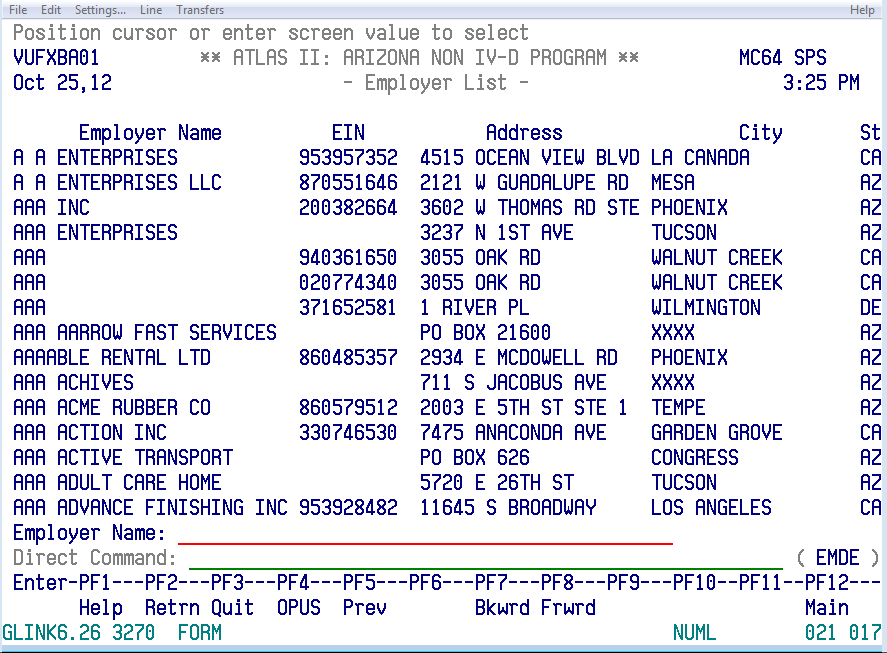 File Edit Settings... Line Transfers Help
Position cursor or enter screen value to select
VUFXBA01 ** ATLAS II: ARIZONA NON IV-D PROGRAM ** MC64 SPS
Oct 25,12 - Employer List - 3:25 PM
Employer Name EIN Address City St
A A ENTERPRISES 953957352 4515 OCEAN VIEW BLVD LA CANADA CA
A A ENTERPRISES LLC 870551646 2121 W GUADALUPE RD MESA AZ
AAA INC 200382664 3602 W THOMAS RD STE PHOENIX AZ
AAA ENTERPRISES 3237 N 1ST AVE TUCSON AZ
AAA 940361650 3055 OAK RD WALNUT CREEK CA
AAA 020774340 3055 OAK RD WALNUT CREEK CA
AAA 371652581 1 RIVER PL WILMINGTON DE
AAA AARROW FAST SERVICES PO BOX 21600 XXXX AZ
AAAABLE RENTAL LTD 860485357 2934 E MCDOWELL RD PHOENIX AZ
AAA ACHIVES 711 S JACOBUS AVE XXXX AZ
AAA ACME RUBBER CO 860579512 2003 E 5TH ST STE 1 TEMPE AZ
AAA ACTION INC 330746530 7475 ANACONDA AVE GARDEN GROVE CA
AAA ACTIVE TRANSPORT PO BOX 626 CONGRESS AZ
AAA ADULT CARE HOME 5720 E 26TH ST TUCSON AZ
AAA ADVANCE FINISHING INC 953928482 11645 S BROADWAY LOS ANGELES CA
Employer Name:
Direct Command: ( EMDE )
Enter-PF1---PF2---PF3---PF4---PF5---PF6---PF7---PF8---PF9---PF10--PF11--PF12---
Help Retrn Quit OPUS Prev Bkwrd Frwrd Main
GLINK6.26 3270 FORM NUML 021 017